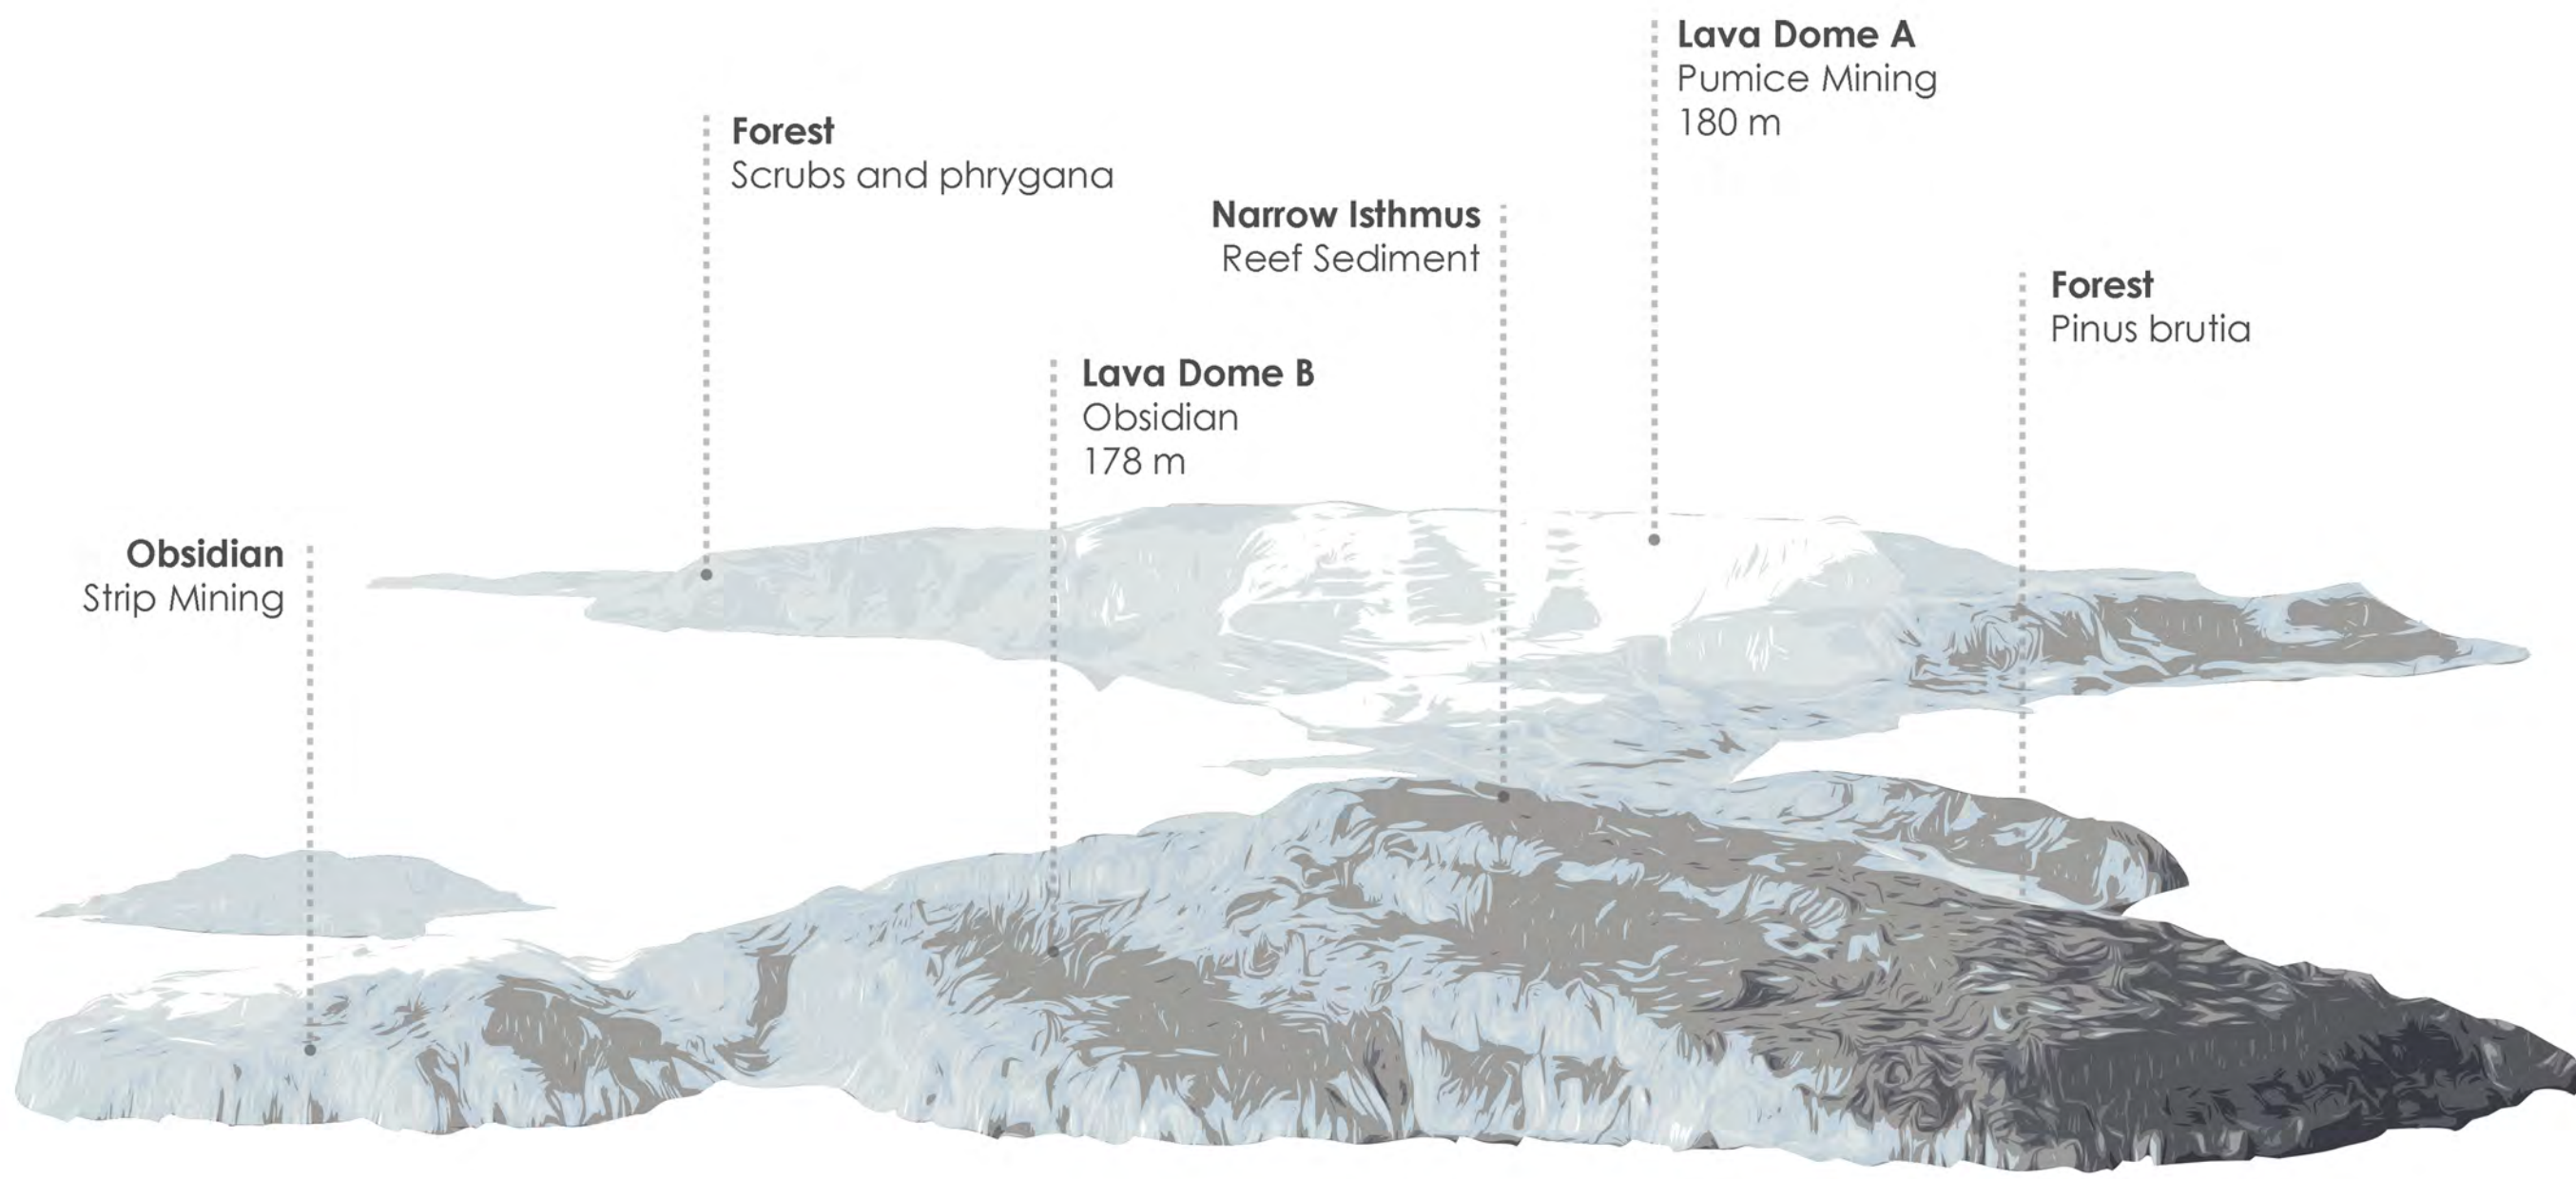 Lava Dome A
Pumice Mining
180 m
Forest
Scrubs and phrygana
Narrow Isthmus
Reef Sediment
Forest
Pinus brutia
Lava Dome B
Obsidian
178 m
Obsidian
Strip Mining